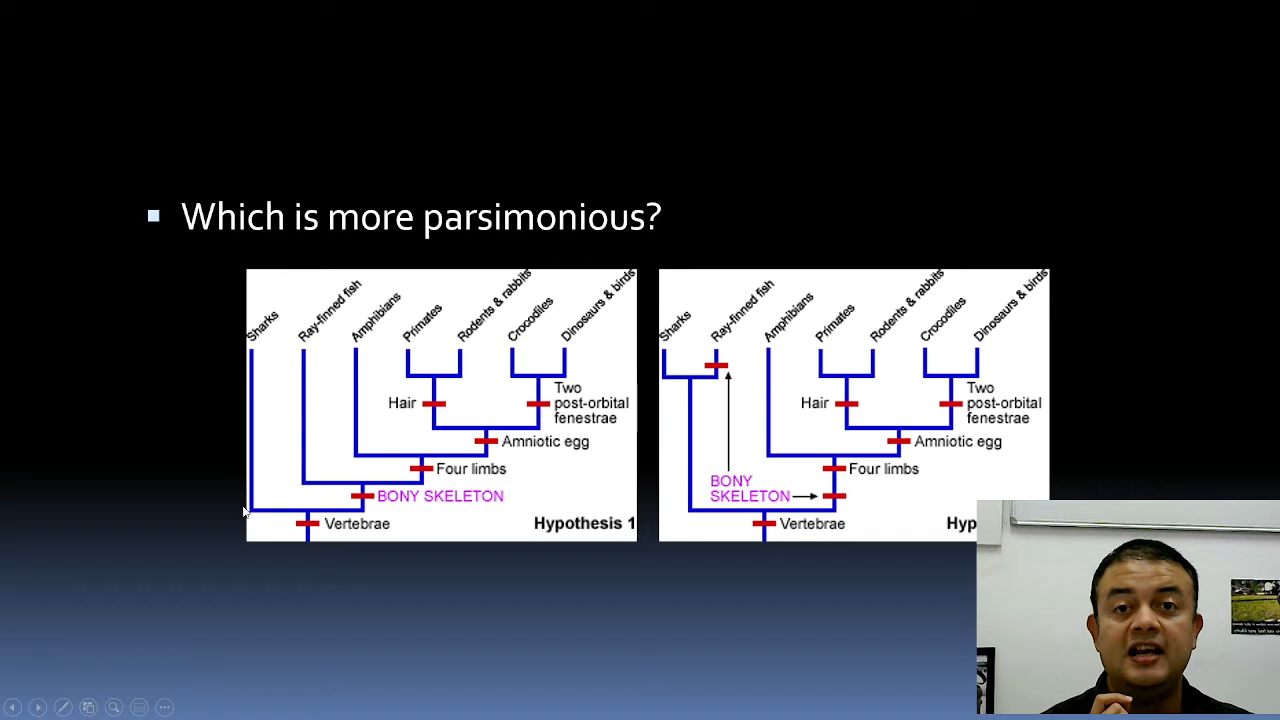 Which is more parsimonious?
Sharks
Ray-finned fish
Amphibians
Primates
Rodents & rabbits
Crocodiles
Dinosaurs & birds
Hair
Two
post-orbital
fenestrae
Amniotic egg
Four limbs
BONY SKELETON
Vertebrae
Hypothesis 1
Sharks
Ray-finned fish
Amphibians
Primates
Rodents & rabbits
Crocodiles
Dinosaurs & birds
Hair
Two
post-orbital
fenestrae
Amniotic egg
Four limbs
BONY
SKELETON
Vertebrae
Hyp